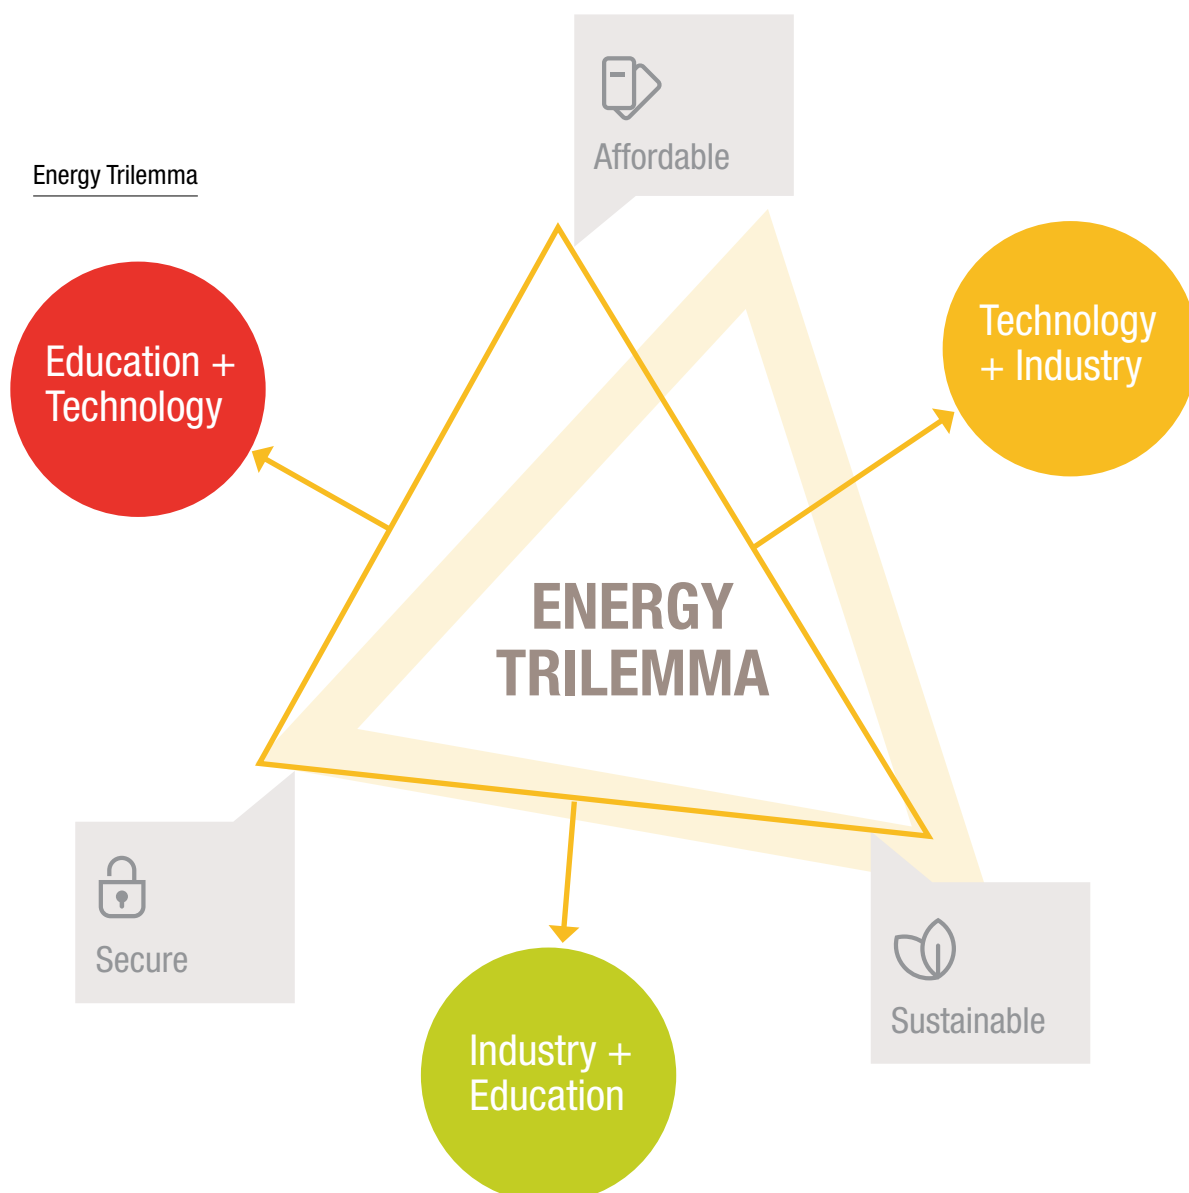 Affordable
Energy Trilemma
Education +
Technology
Technology
+ Industry
ENERGY
TRILEMMA
Secure
Sustainable
Industry +
Education